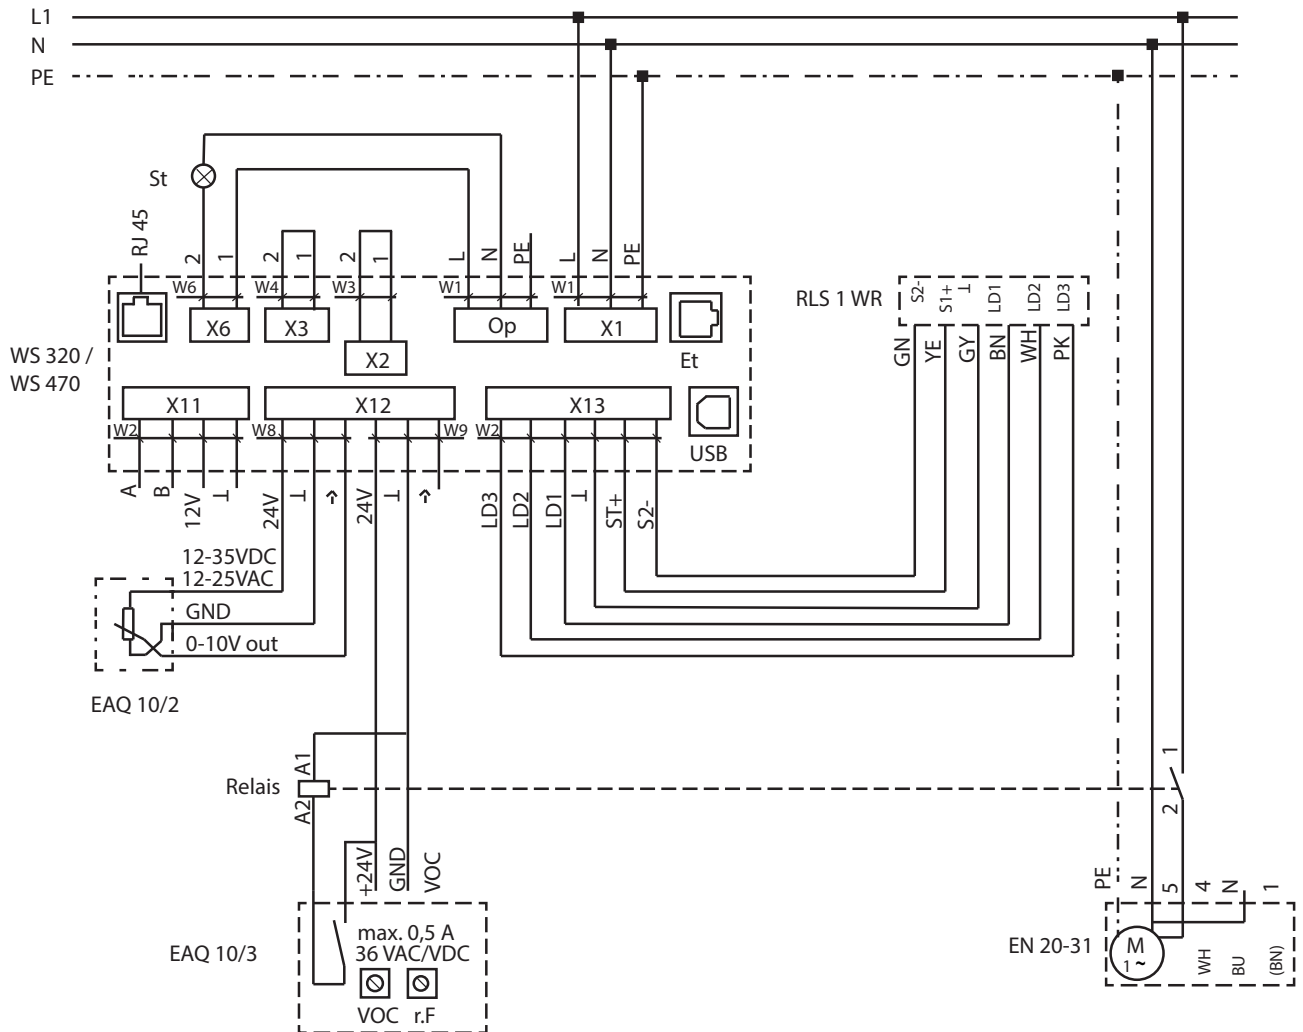 L1
N
PE
St
RJ 45
2
1
2
1
2
1
L
N
PE
L
N
PE
W6
W4
W3
W1
W1
X6
X3
X2
Op
X1
Et
WS 320 /
WS 470
X11
X12
X13
USB
W2
W8
W9
W2
A
B
12V
⊥
24V
⊥
24V
⊥
LD3
LD2
LD1
⊥
ST+
S2-
RLS 1 WR
S2-
S1+
⊥
LD1
LD2
LD3
GN
YE
GY
BN
WH
PK
12-35VDC
12-25VAC
GND
0-10V out
EAQ 10/2
Relais
A1
A2
1
2
+24V
GND
VOC
EAQ 10/3
max. 0,5 A
36 VAC/VDC
VOC r.F
PE
N
5
4
N
1
EN 20-31
M
1 ~
WH
BU
(BN)